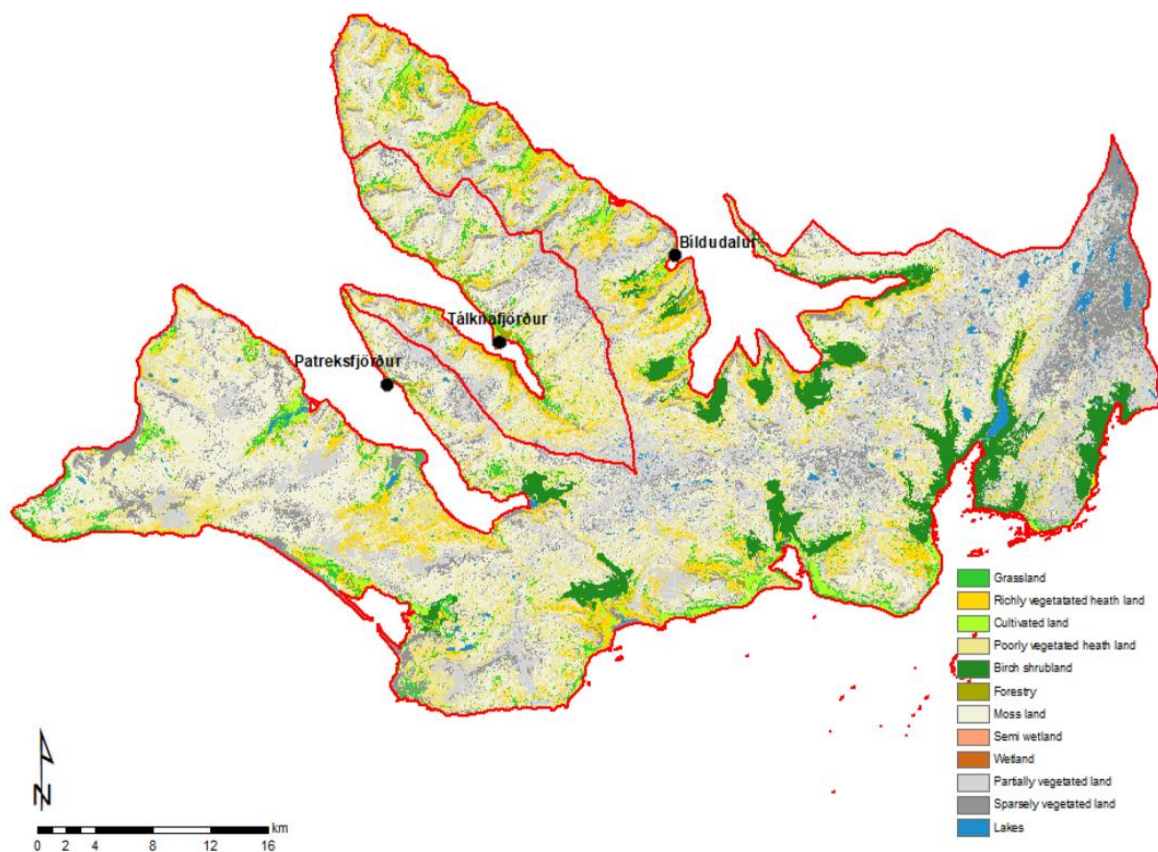 Bíldudalur
Tálknafjörður
Patreksfjörður
Grassland
Richly vegetatated heath land
Cultivated land
Poorly vegetated heath land
Birch shrubland
Forestry
Moss land
Semi wetland
Wetland
Partially vegetated land
Sparsely vegetated land
Lakes
N
km
0 2 4 8 12 16